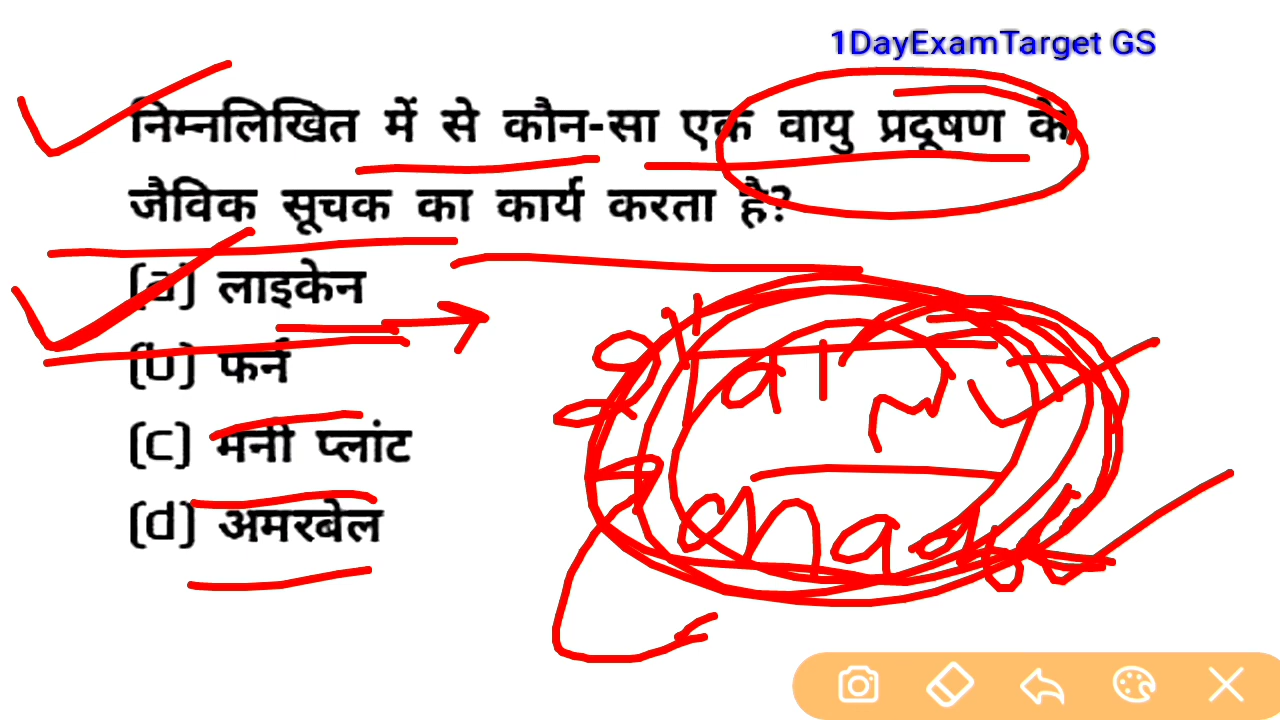 1DayExamTarget GS
निम्नलिखित में से कौन-सा एक वायु प्रदूषण के
जैविक सूचक का कार्य करता है?
(a) लाइकेन
(b) फर्न
(c) मनी प्लांट
(d) अमरबेल